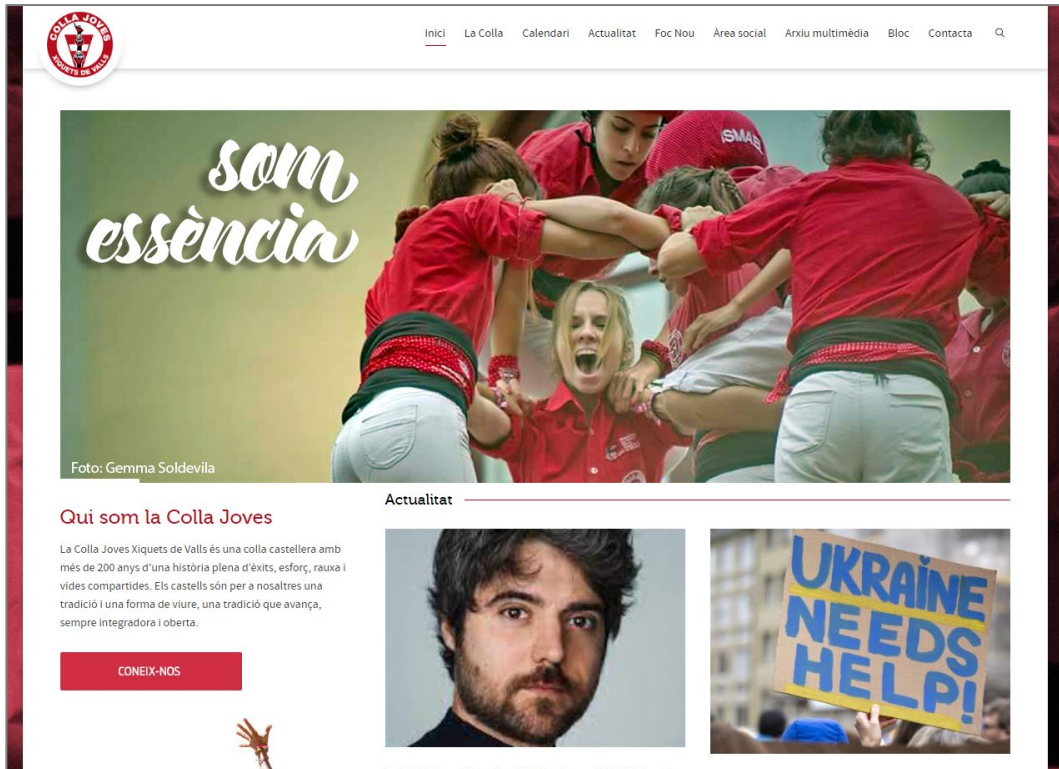 COLLA JOVES
XIQUETS DE VALLS
Inici La Colla Calendari Actualitat Foc Nou Àrea social Arxiu multimèdia Bloc Contacta
som
essència
Foto: Gemma Soldevila
Qui som la Colla Joves
La Colla Joves Xiquets de Valls és una colla castellera amb
més de 200 anys d'una història plena d'èxits, esforç, rauxa i
vides compartides. Els castells són per a nosaltres una
tradició i una forma de viure, una tradició que avança,
sempre integradora i oberta.
CONEIX-NOS
Actualitat
UKRAINE
NEEDS
HELP!